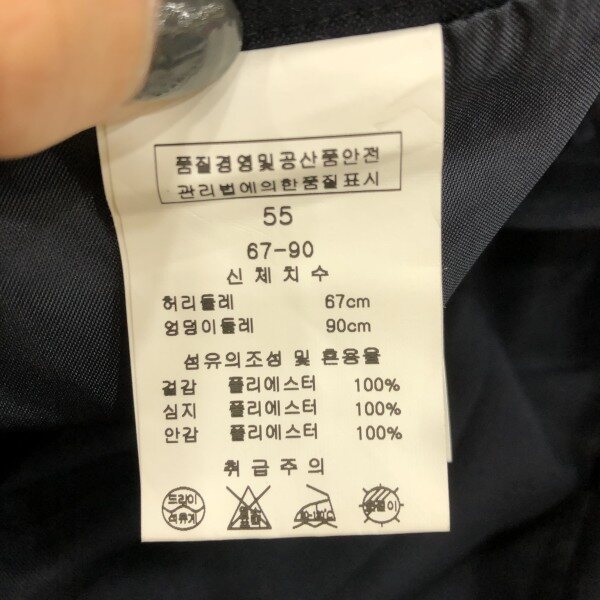 품질경영및공산품안전
관리법에의한품질표시
55
67-90
신체치수
허리둘레 67cm
엉덩이둘레 90cm
섬유의조성 및 혼용율
겉감 폴리에스터 100%
심지 폴리에스터 100%
안감 폴리에스터 100%
취급주의
드라이
석유계